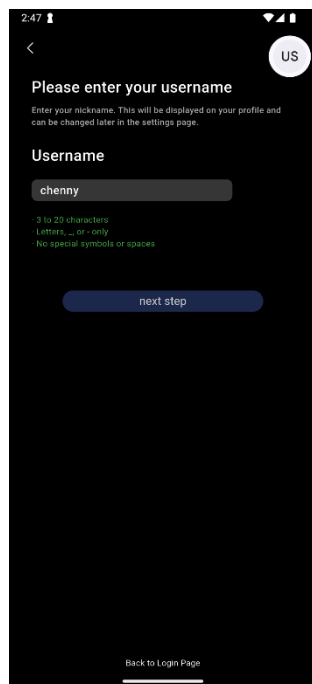 2:47
US
Please enter your username
Enter your nickname. This will be displayed on your profile and
can be changed later in the settings page.
Username
chenny
· 3 to 20 characters
· Letters, _, or - only
· No special symbols or spaces
next step
Back to Login Page